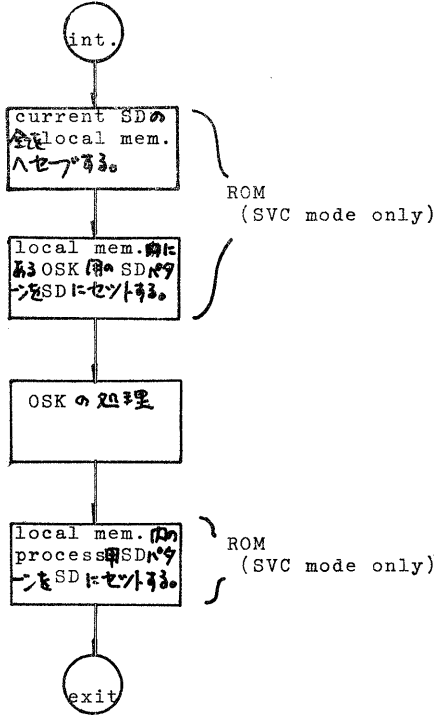 int.
current SDの
全てをlocal mem.
へセーブする。
ROM
(SVC mode only)
local mem.内に
あるOSK 用の SDパタ
ーンをSDにセットする。
OSK の 処理
local mem.内の
process用SDパタ
ーンを SD にセットする。
ROM
(SVC mode only)
exit